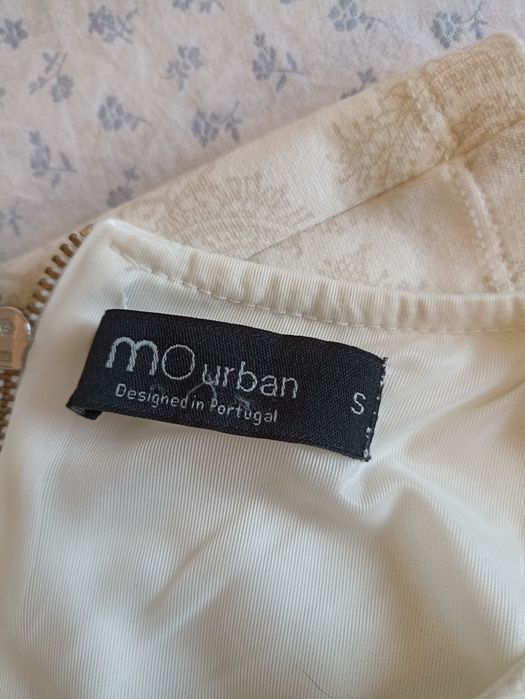 mo urban S
Designed in Portugal